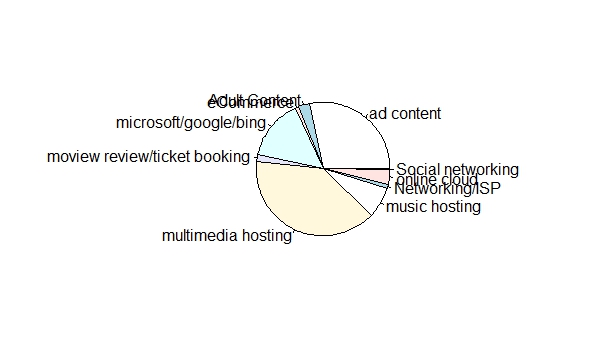 Adult Content
eCommerce
ad content
microsoft/google/bing
moview review/ticket booking
Social networking
online cloud
Networking/ISP
music hosting
multimedia hosting